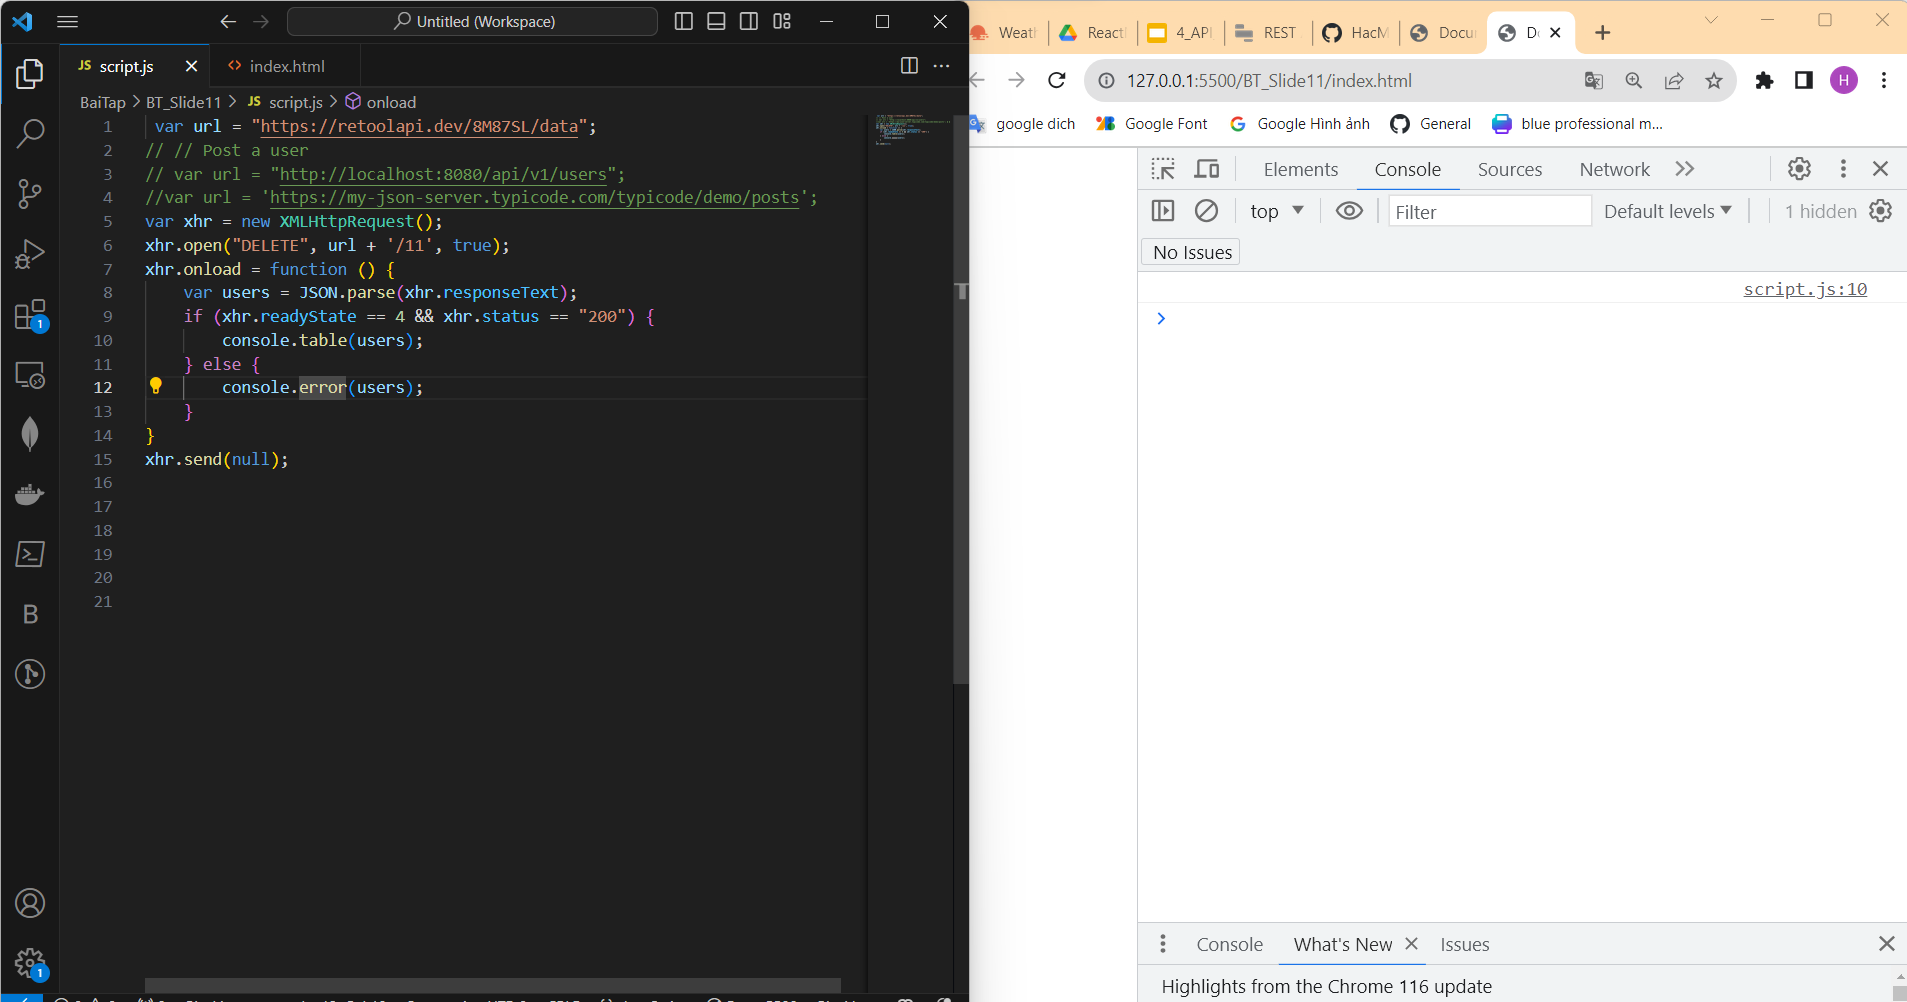 Untitled (Workspace)
JS script.js
index.html
BaiTap > BT_Slide11 > JS script.js > onload
1 var url = "https://retoolapi.dev/8M87SL/data";
2 // // Post a user
3 // var url = "http://localhost:8080/api/v1/users";
4 //var url = 'https://my-json-server.typicode.com/typicode/demo/posts';
5 var xhr = new XMLHttpRequest();
6 xhr.open("DELETE", url + '/11', true);
7 xhr.onload = function () {
8 var users = JSON.parse(xhr.responseText);
9 if (xhr.readyState == 4 && xhr.status == "200") {
10 console.table(users);
11 } else {
12 console.error(users);
13 }
14 }
15 xhr.send(null);
16
17
18
19
20
21
1
B
1
Weath
React
4_API
REST
HacM
Docu
D
127.0.0.1:5500/BT_Slide11/index.html
H
google dich
Google Font
Google Hình ảnh
General
blue professional m...
Elements
Console
Sources
Network
top
Filter
Default levels
1 hidden
No Issues
script.js:10
>
Console
What's New
Issues
Highlights from the Chrome 116 update